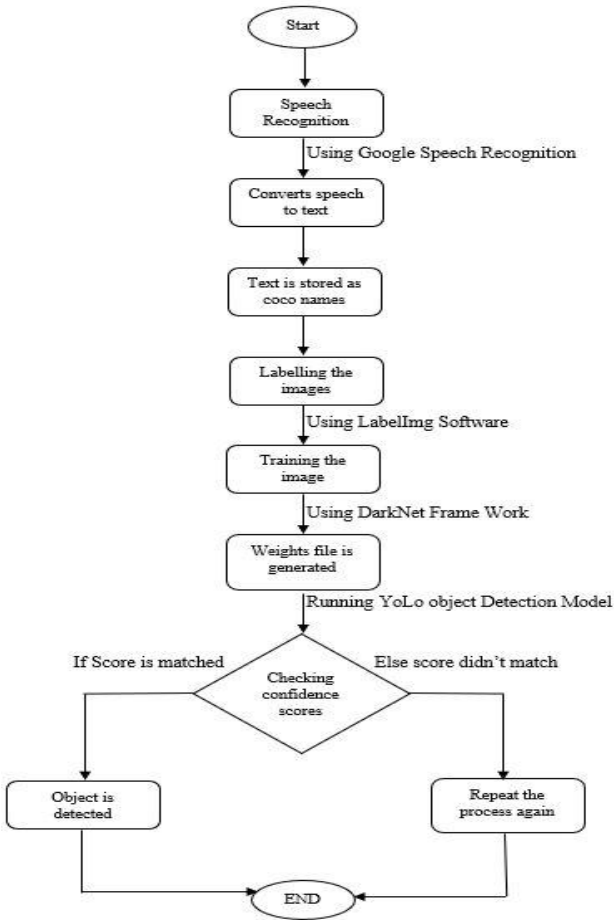 Start
Speech
Recognition
Using Google Speech Recognition
Converts speech
to text
Text is stored as
coco names
Labelling the
images
Using LabelImg Software
Training the
image
Using DarkNet Frame Work
Weights file is
generated
Running YoLo object Detection Model
If Score is matched
Else score didn't match
Checking
confidence
scores
Object is
detected
Repeat the
process again
END